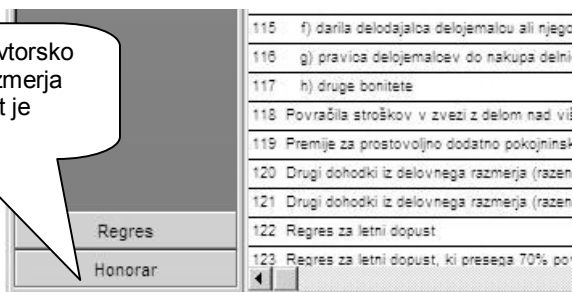 vtorsko
zmerja
t je
Regres
Honorar
115 f) darila delodajalca delojemalcu ali njego
116 g) pravica delojemalcev do nakupa delni
117 h) druge bonitete
118 Povračila stroškov v zvezi z delom nad viš
119 Premije za prostovoljno dodatno pokojninsk
120 Drugi dohodki iz delovnega razmerja (razen
121 Drugi dohodki iz delovnega razmerja (razen
122 Regres za letni dopust
123 Regres za letni dopust, ki presega 70% pov